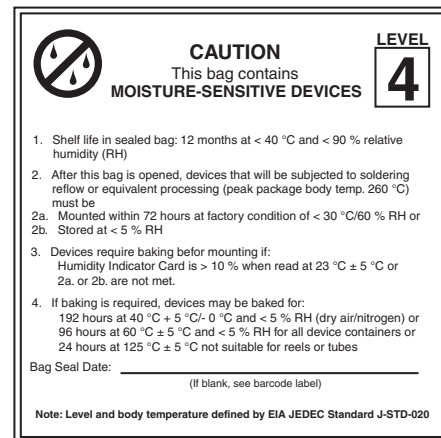 LEVEL
4
CAUTION
This bag contains
MOISTURE-SENSITIVE DEVICES
1. Shelf life in sealed bag: 12 months at < 40 °C and < 90 % relative
humidity (RH)
2. After this bag is opened, devices that will be subjected to soldering
reflow or equivalent processing (peak package body temp. 260 °C)
must be
2a. Mounted within 72 hours at factory condition of < 30 °C/60 % RH or
2b. Stored at < 5 % RH
3. Devices require baking befor mounting if:
Humidity Indicator Card is > 10 % when read at 23 °C ± 5 °C or
2a. or 2b. are not met.
4. If baking is required, devices may be baked for:
192 hours at 40 °C + 5 °C/- 0 °C and < 5 % RH (dry air/nitrogen) or
96 hours at 60 °C ± 5 °C and < 5 % RH for all device containers or
24 hours at 125 °C ± 5 °C not suitable for reels or tubes
Bag Seal Date:
(If blank, see barcode label)
Note: Level and body temperature defined by EIA JEDEC Standard J-STD-020